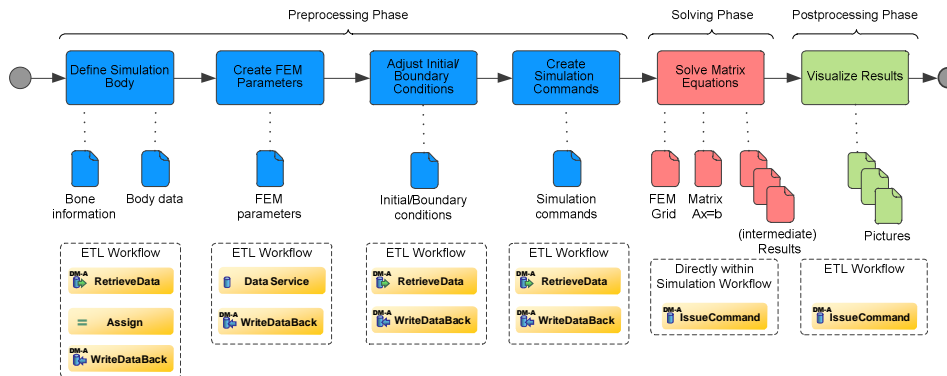 Preprocessing Phase
Solving Phase
Postprocessing Phase
Define Simulation
Body
Create FEM
Parameters
Adjust Initial/
Boundary
Conditions
Create
Simulation
Commands
Solve Matrix
Equations
Visualize Results
Bone
information
Body data
FEM
parameters
Initial/Boundary
conditions
Simulation
commands
FEM
Grid
Matrix
Ax=b
(intermediate)
Results
Pictures
ETL Workflow
DM-A
RetrieveData
Assign
DM-A
WriteDataBack
ETL Workflow
Data Service
DM-A
WriteDataBack
ETL Workflow
DM-A
RetrieveData
DM-A
WriteDataBack
ETL Workflow
DM-A
RetrieveData
DM-A
WriteDataBack
Directly within
Simulation Workflow
DM-A
IssueCommand
ETL Workflow
DM-A
IssueCommand